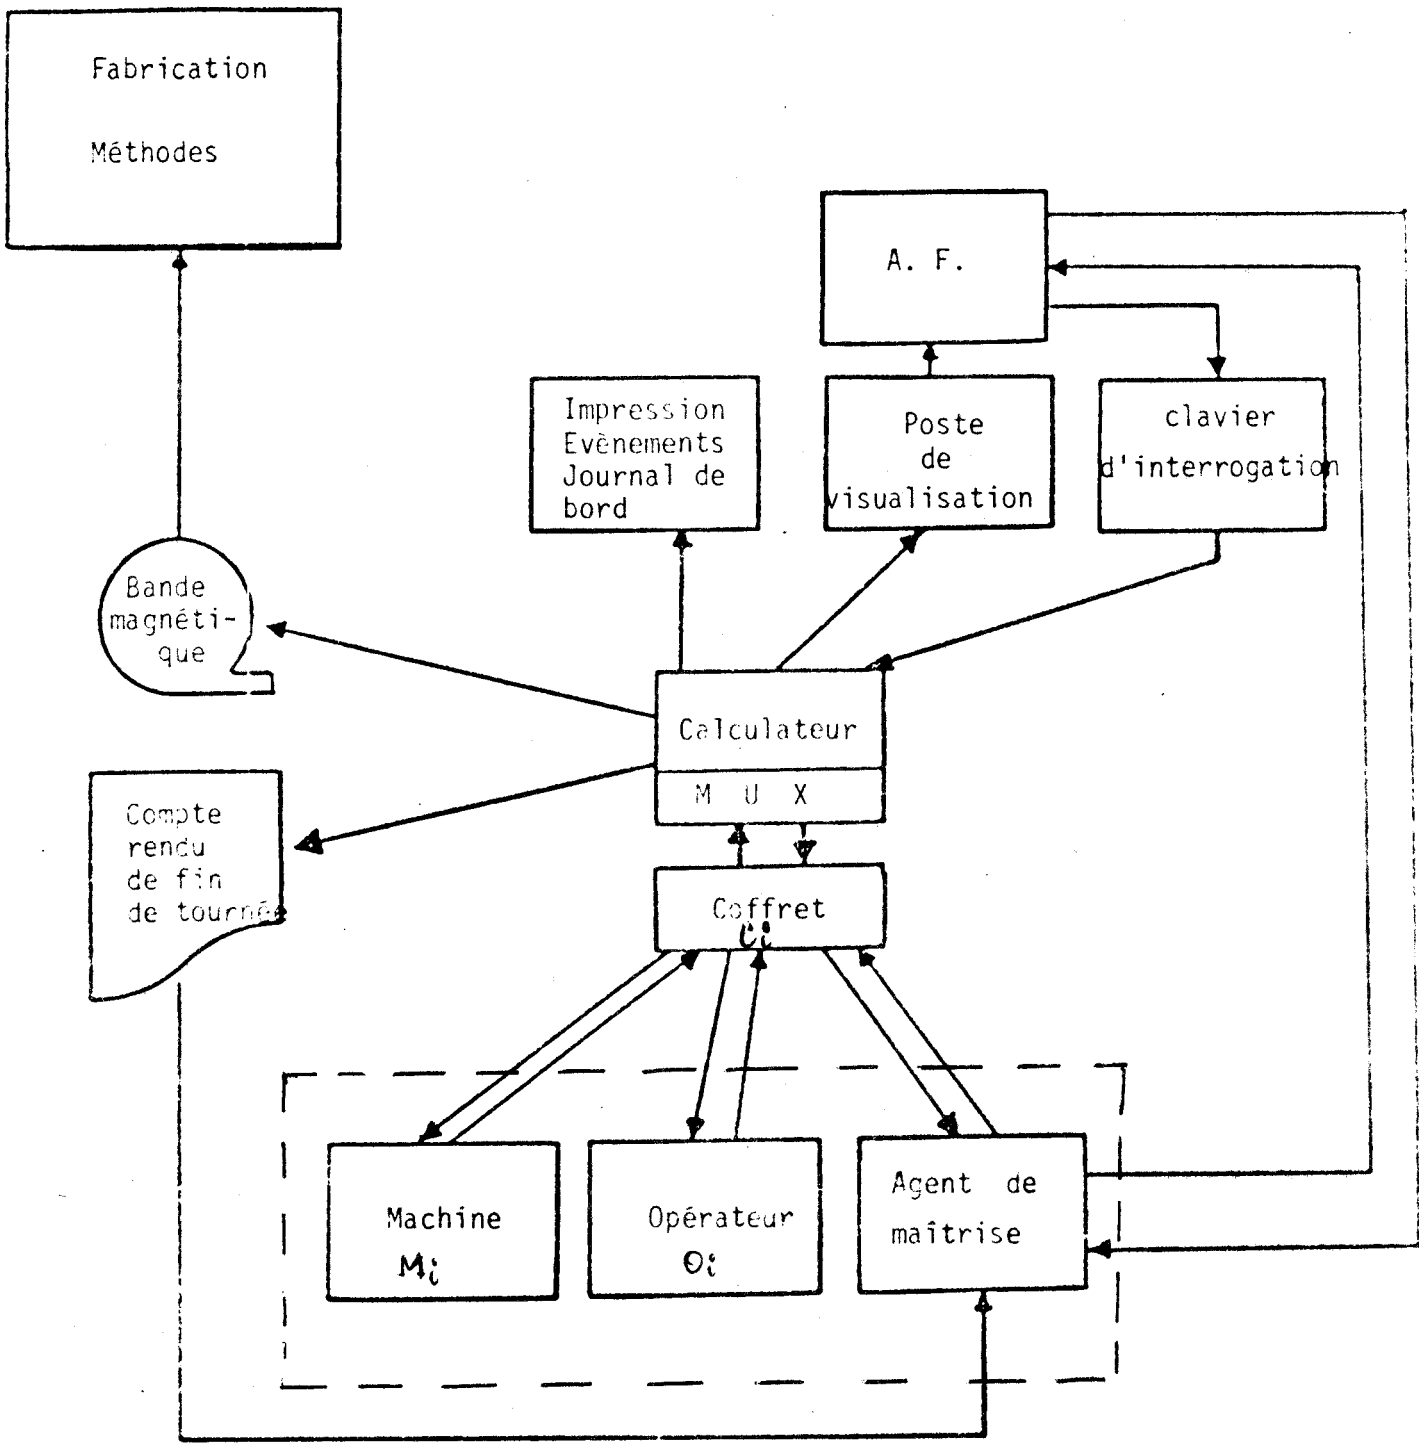 Fabrication
Méthodes
A. F.
Impression
Evènements
Journal de
bord
Poste
de
visualisation
clavier
d'interrogation
Bande
magnéti-
que
Calculateur
M U X
Compte
rendu
de fin
de tournée
Coffret
Ci
Machine
Mi
Opérateur
Oi
Agent de
maîtrise